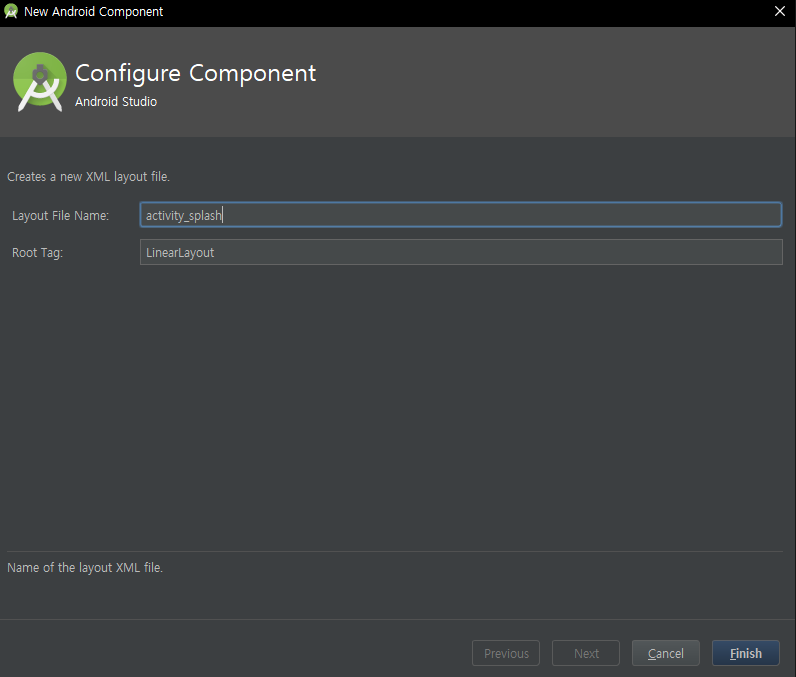 New Android Component
Configure Component
Android Studio
Creates a new XML layout file.
Layout File Name: activity_splash
Root Tag: LinearLayout
Name of the layout XML file.
Previous Next Cancel Finish